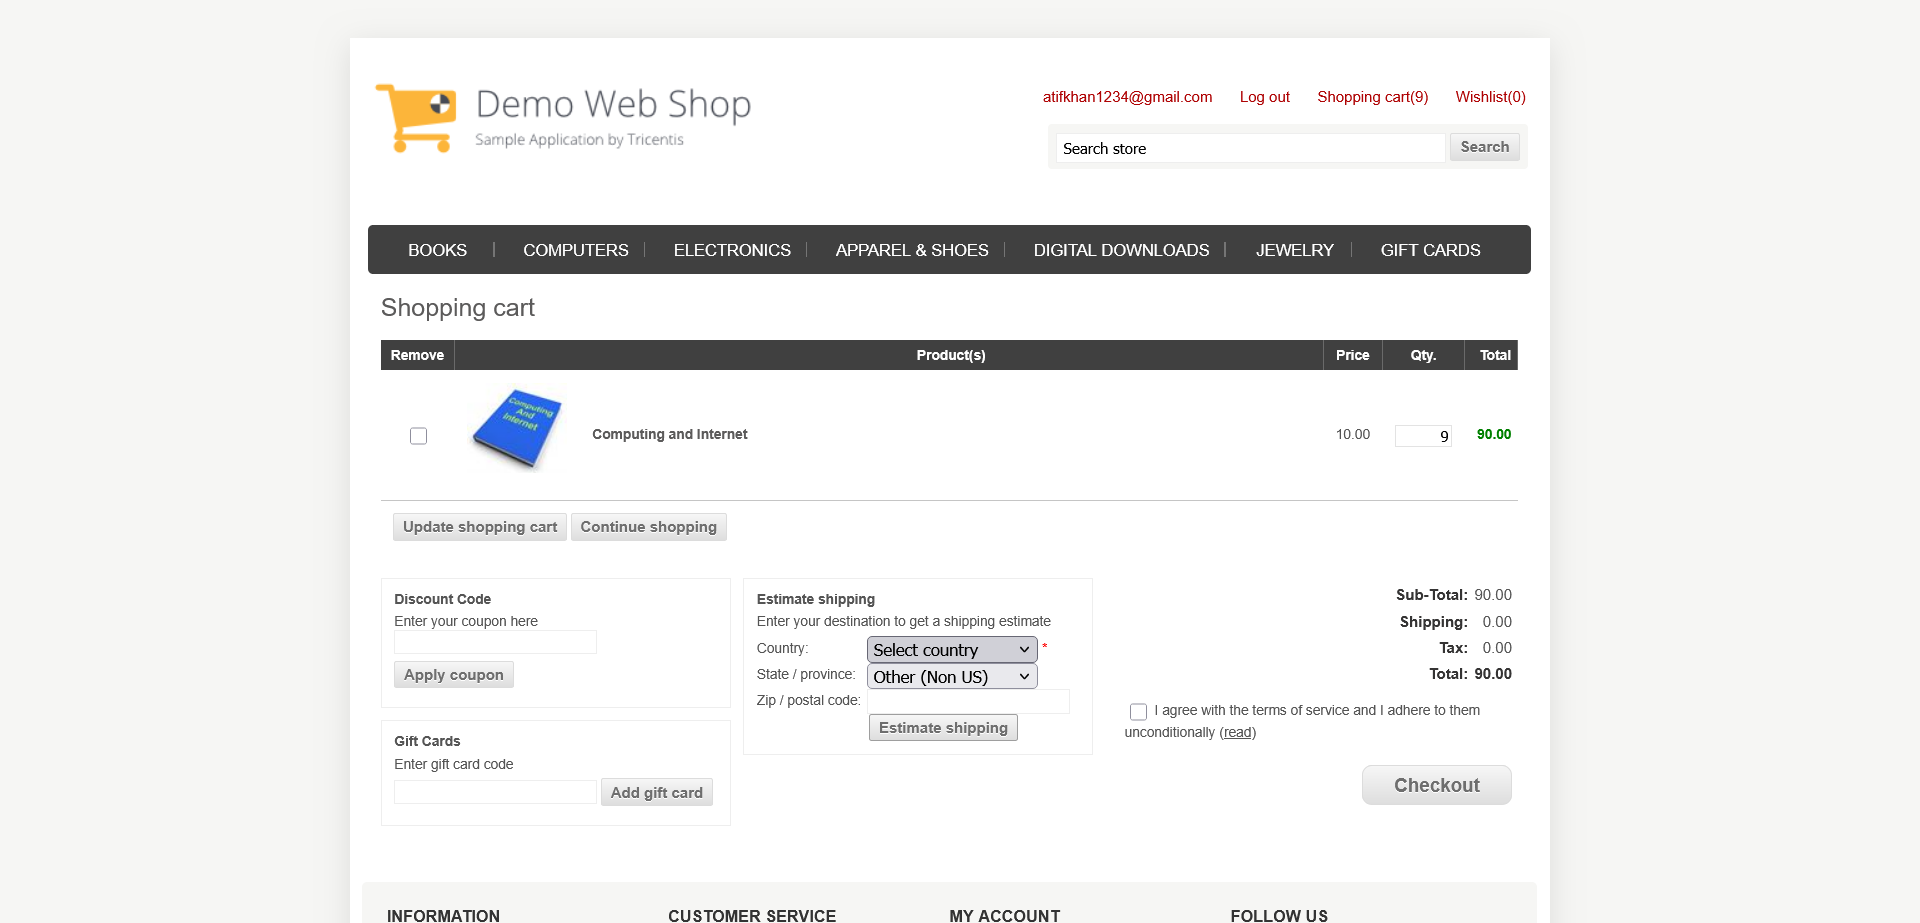 Demo Web Shop
Sample Application by Tricentis
atifkhan1234@gmail.com Log out Shopping cart(9) Wishlist(0)
Search store Search
BOOKS COMPUTERS ELECTRONICS APPAREL & SHOES DIGITAL DOWNLOADS JEWELRY GIFT CARDS
Shopping cart
Remove Product(s) Price Qty. Total
Computing
And
Internet
Computing and Internet 10.00 9 90.00
Update shopping cart Continue shopping
Discount Code
Enter your coupon here
Apply coupon
Gift Cards
Enter gift card code
Add gift card
Estimate shipping
Enter your destination to get a shipping estimate
Country: Select country *
State / province: Other (Non US)
Zip / postal code:
Estimate shipping
Sub-Total: 90.00
Shipping: 0.00
Tax: 0.00
Total: 90.00
I agree with the terms of service and I adhere to them
unconditionally (read)
Checkout
INFORMATION CUSTOMER SERVICE MY ACCOUNT FOLLOW US